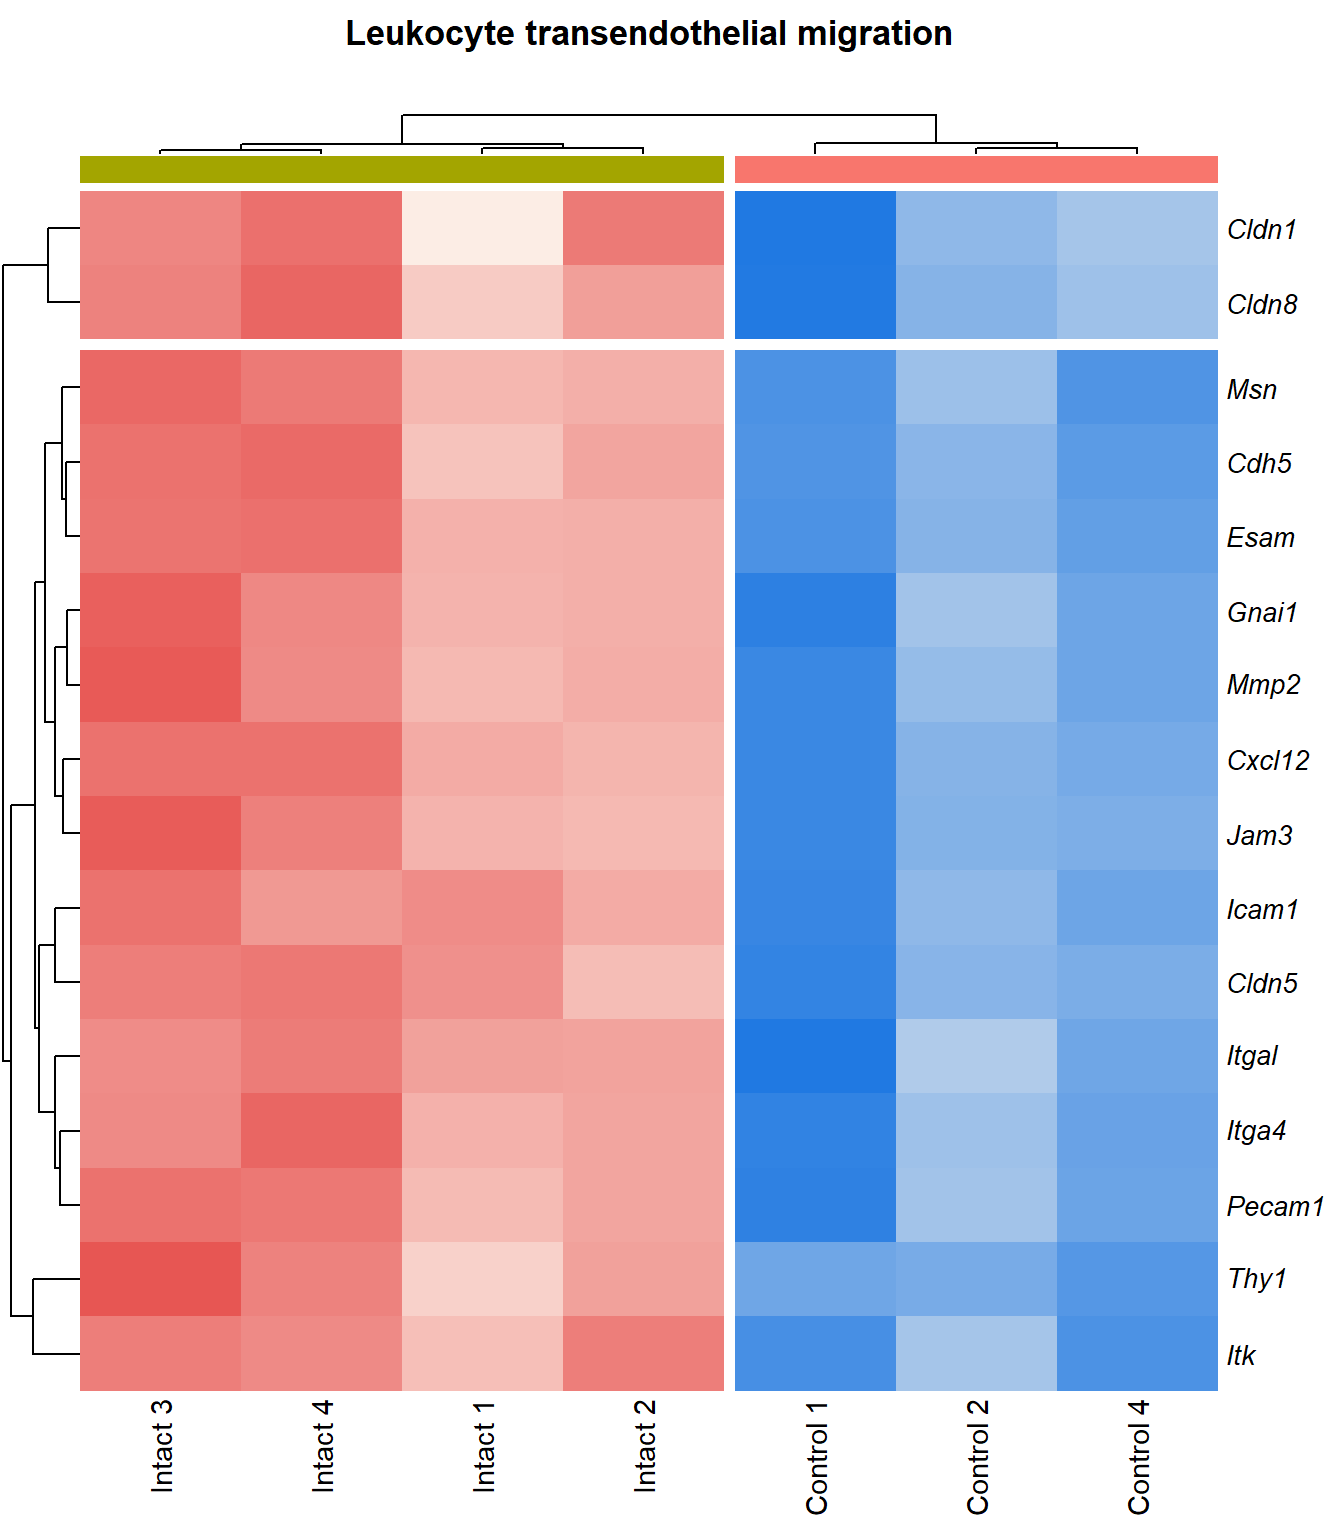 Leukocyte transendothelial migration
Cldn1
Cldn8
Msn
Cdh5
Esam
Gnai1
Mmp2
Cxcl12
Jam3
Icam1
Cldn5
Itgal
Itga4
Pecam1
Thy1
Itk
Intact 3
Intact 4
Intact 1
Intact 2
Control 1
Control 2
Control 4